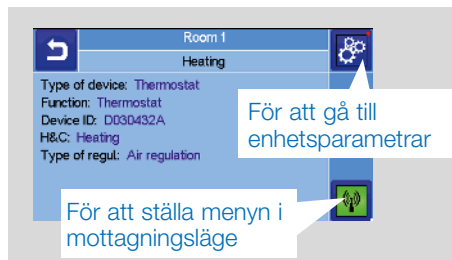 Room 1
Heating
Type of device: Thermostat
Function: Thermostat
Device ID: D030432A
H&C: Heating
Type of regul: Air regulation
För att gå till
enhetsparametrar
För att ställa menyn i
mottagningsläge